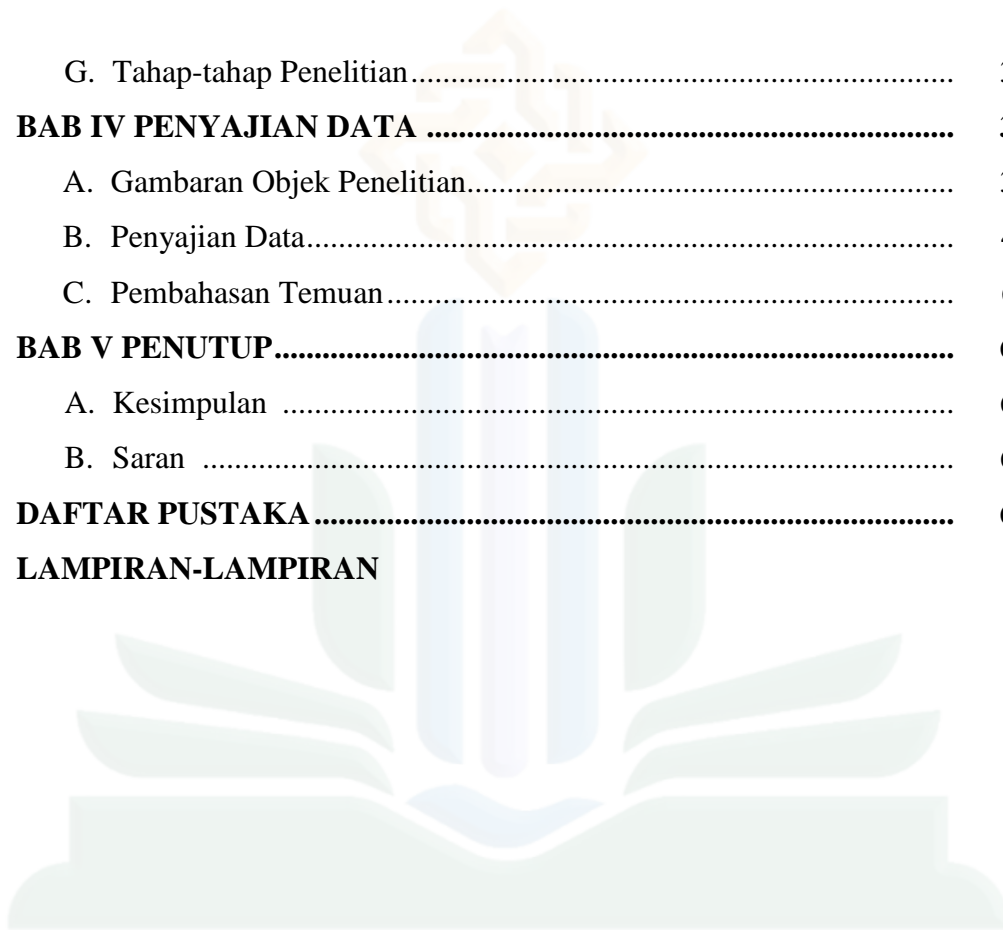 G. Tahap-tahap Penelitian
BAB IV PENYAJIAN DATA
A. Gambaran Objek Penelitian
B. Penyajian Data
C. Pembahasan Temuan
BAB V PENUTUP
A. Kesimpulan
B. Saran
DAFTAR PUSTAKA
LAMPIRAN-LAMPIRAN